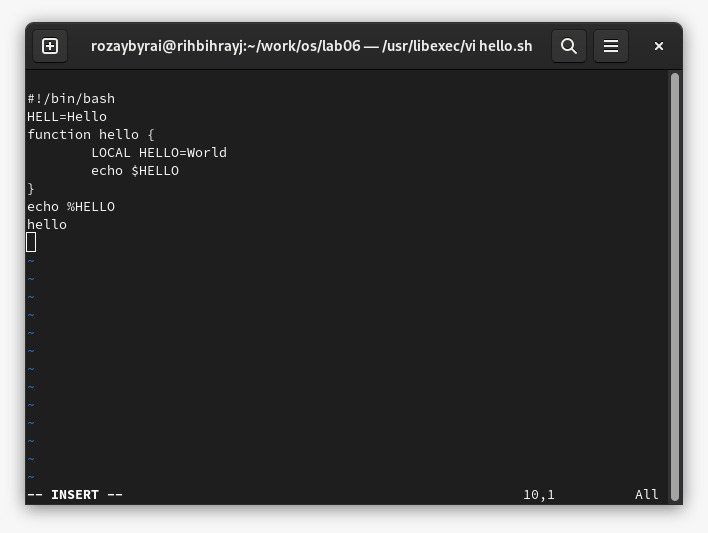 rozaybyrai@rihbihrayj:~/work/os/lab06 — /usr/libexec/vi hello.sh
#!/bin/bash
HELL=Hello
function hello {
        LOCAL HELLO=World
        echo $HELLO
}
echo %HELLO
hello
~
~
~
~
~
~
~
~
~
~
~
~
~
-- INSERT --                                                  10,1          All